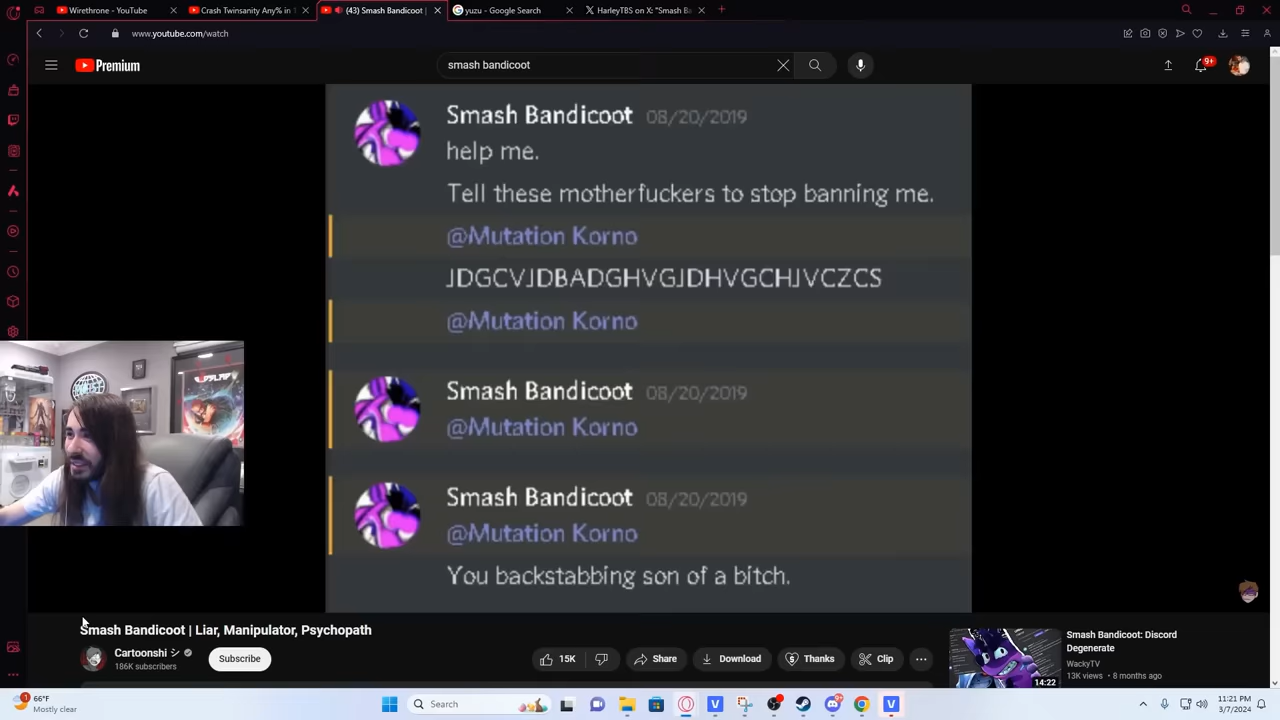 Wirethrone - YouTube
Crash Twinsanity Any% in 1
(43) Smash Bandicoot |
yuzu - Google Search
HarleyTBS on X: "Smash Ba
www.youtube.com/watch
Premium
smash bandicoot
9+
Smash Bandicoot 08/20/2019
help me.
Tell these motherfuckers to stop banning me.
@Mutation Korno
JDGCVJDBADGHVGJDHVGCHJVCZCS
@Mutation Korno
Smash Bandicoot 08/20/2019
@Mutation Korno
Smash Bandicoot 08/20/2019
@Mutation Korno
You backstabbing son of a bitch.
Smash Bandicoot | Liar, Manipulator, Psychopath
Cartoonshi シ
186K subscribers
Subscribe
15K
Share
Download
Thanks
Clip
14:22
Smash Bandicoot: Discord
Degenerate
WackyTV
13K views • 8 months ago
1
66°F
Mostly clear
Search
11:21 PM
3/7/2024